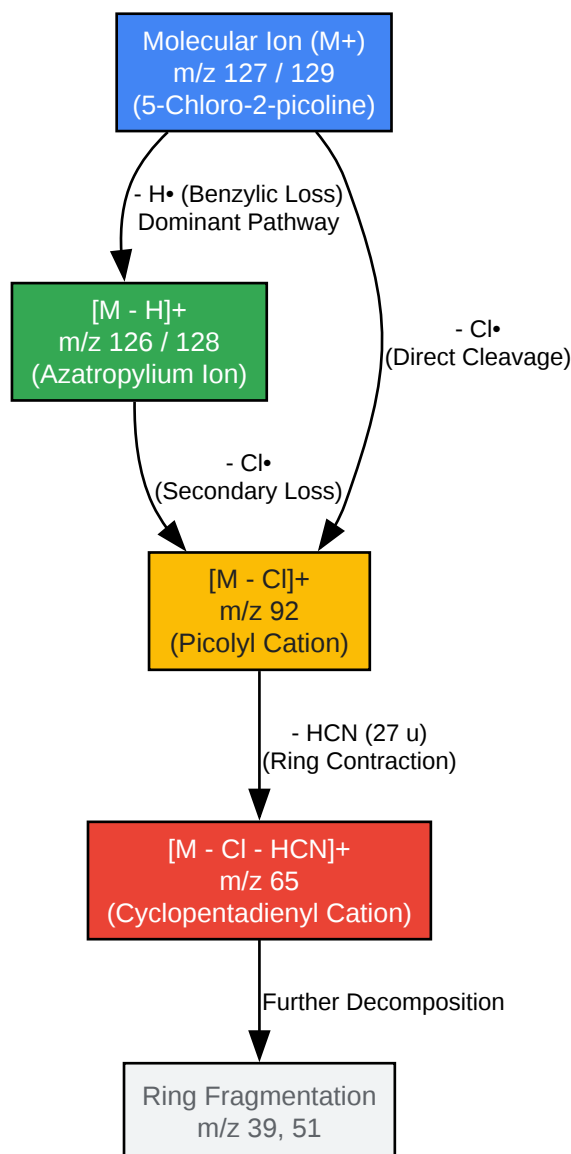 Molecular Ion (M+)
m/z 127 / 129
(5-Chloro-2-picoline)
- H• (Benzylic Loss)
Dominant Pathway
[M - H]+
m/z 126 / 128
(Azatropylium Ion)
- Cl•
(Direct Cleavage)
- Cl•
(Secondary Loss)
[M - Cl]+
m/z 92
(Picolyl Cation)
- HCN (27 u)
(Ring Contraction)
[M - Cl - HCN]+
m/z 65
(Cyclopentadienyl Cation)
Further Decomposition
Ring Fragmentation
m/z 39, 51